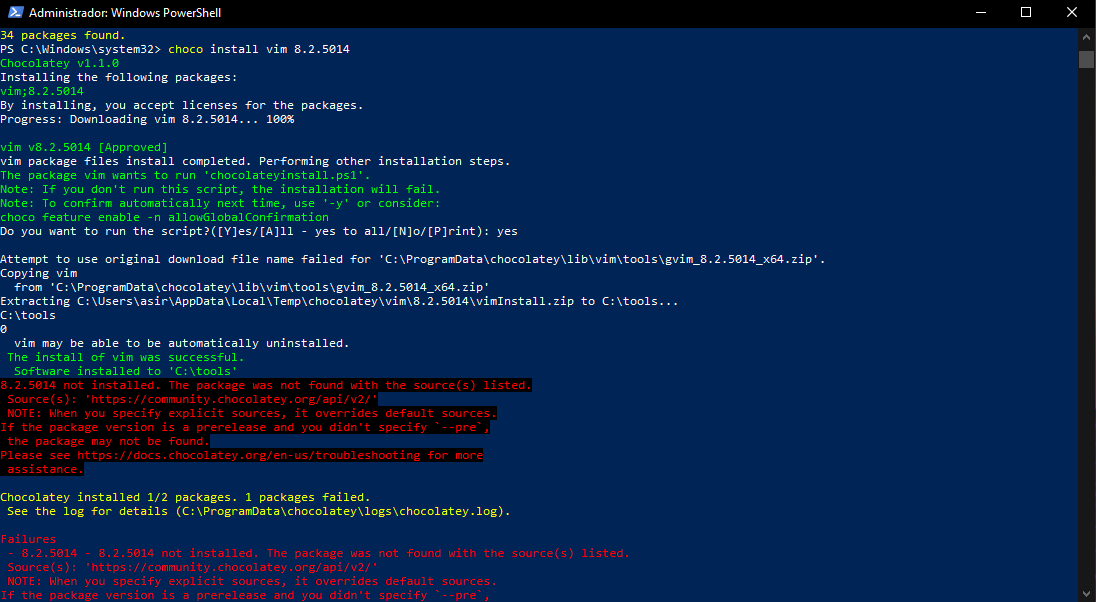 Administrador: Windows PowerShell
34 packages found.
PS C:\Windows\system32> choco install vim 8.2.5014
Chocolatey v1.1.0
Installing the following packages:
vim;8.2.5014
By installing, you accept licenses for the packages.
Progress: Downloading vim 8.2.5014... 100%
vim v8.2.5014 [Approved]
vim package files install completed. Performing other installation steps.
The package vim wants to run 'chocolateyinstall.ps1'.
Note: If you don't run this script, the installation will fail.
Note: To confirm automatically next time, use '-y' or consider:
choco feature enable -n allowGlobalConfirmation
Do you want to run the script?([Y]es/[A]ll - yes to all/[N]o/[P]rint): yes
Attempt to use original download file name failed for 'C:\ProgramData\chocolatey\lib\vim\tools\gvim_8.2.5014_x64.zip'.
Copying vim
  from 'C:\ProgramData\chocolatey\lib\vim\tools\gvim_8.2.5014_x64.zip'
Extracting C:\Users\asir\AppData\Local\Temp\chocolatey\vim\8.2.5014\vimInstall.zip to C:\tools...
C:\tools
0
  vim may be able to be automatically uninstalled.
 The install of vim was successful.
  Software installed to 'C:\tools'
8.2.5014 not installed. The package was not found with the source(s) listed.
 Source(s): 'https://community.chocolatey.org/api/v2/'
 NOTE: When you specify explicit sources, it overrides default sources.
If the package version is a prerelease and you didn't specify `--pre`,
 the package may not be found.
Please see https://docs.chocolatey.org/en-us/troubleshooting for more
 assistance.
Chocolatey installed 1/2 packages. 1 packages failed.
 See the log for details (C:\ProgramData\chocolatey\logs\chocolatey.log).
Failures
 - 8.2.5014 - 8.2.5014 not installed. The package was not found with the source(s) listed.
 Source(s): 'https://community.chocolatey.org/api/v2/'
 NOTE: When you specify explicit sources, it overrides default sources.
If the package version is a prerelease and you didn't specify `--pre`,